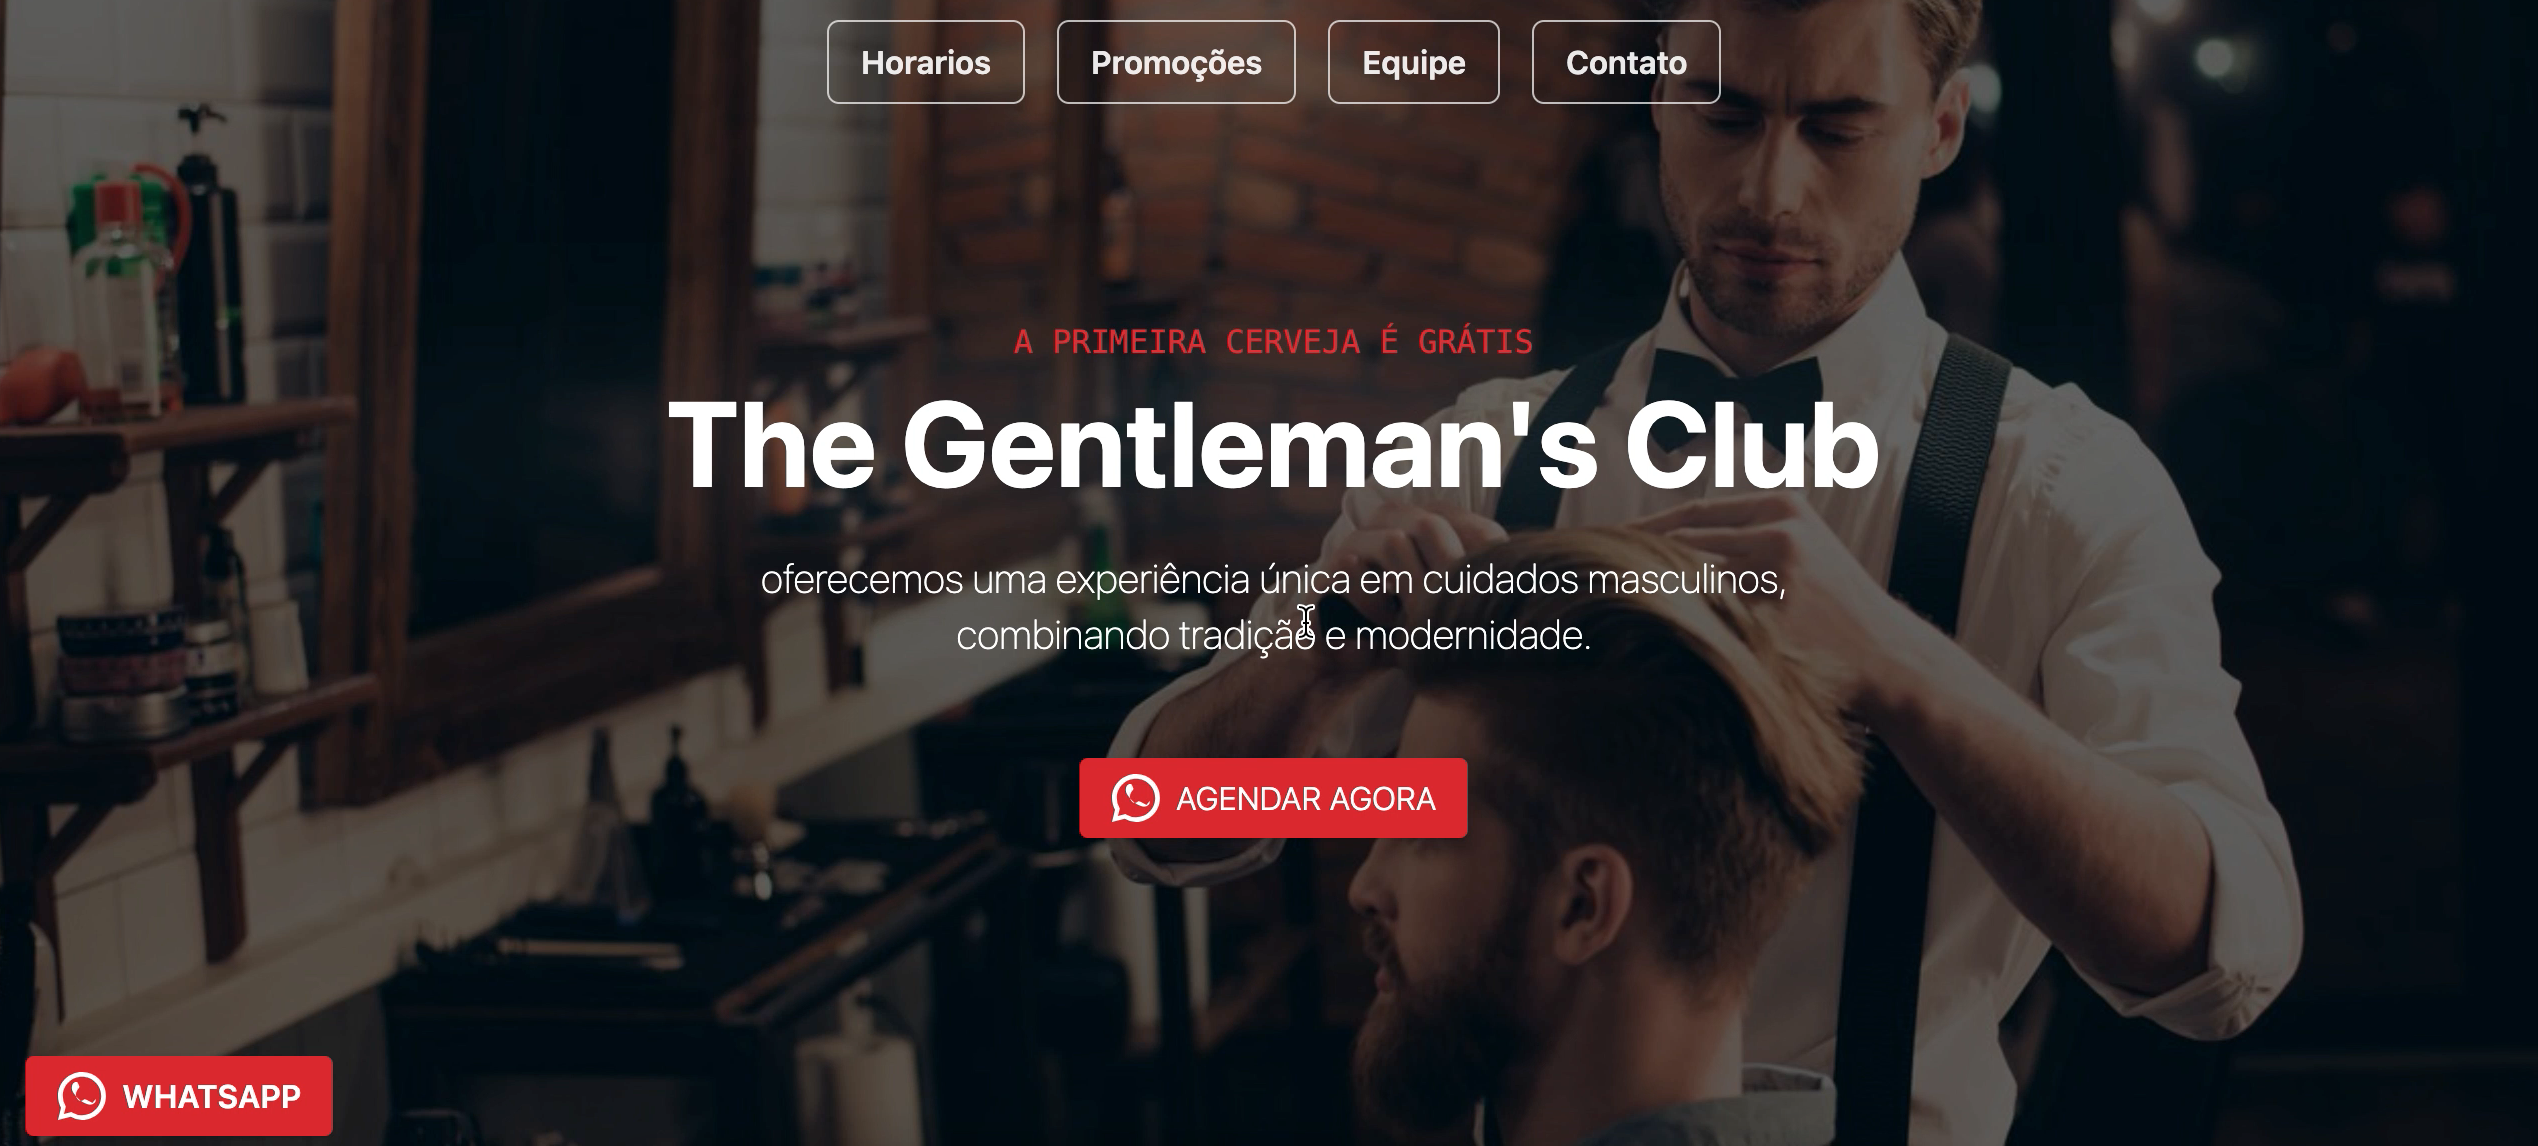 Horarios
Promoções
Equipe
Contato
A PRIMEIRA CERVEJA É GRÁTIS
The Gentleman's Club
oferecemos uma experiência única em cuidados masculinos,
combinando tradição e modernidade.
AGENDAR AGORA
WHATSAPP